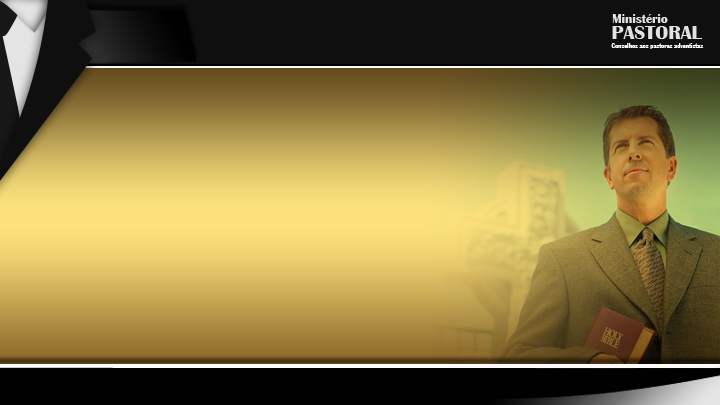 Ministério
PASTORAL
Conselhos aos pastores adventistas
HOLY
BIBLE